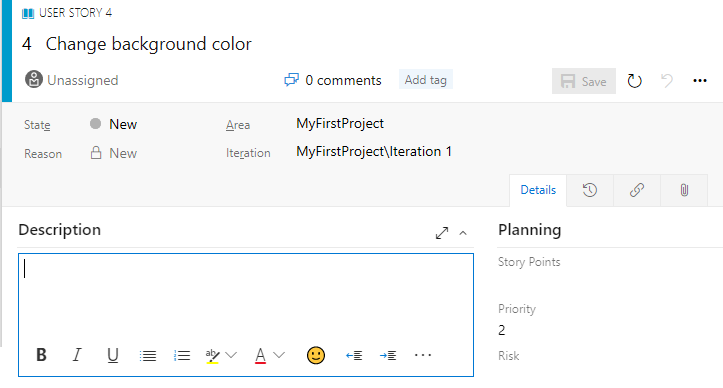 USER STORY 4
4 Change background color
Unassigned
0 comments
Add tag
Save
State
New
Area
MyFirstProject
Reason
New
Iteration
MyFirstProject\Iteration 1
Details
Description
Planning
Story Points
Priority
2
Risk
B I U A